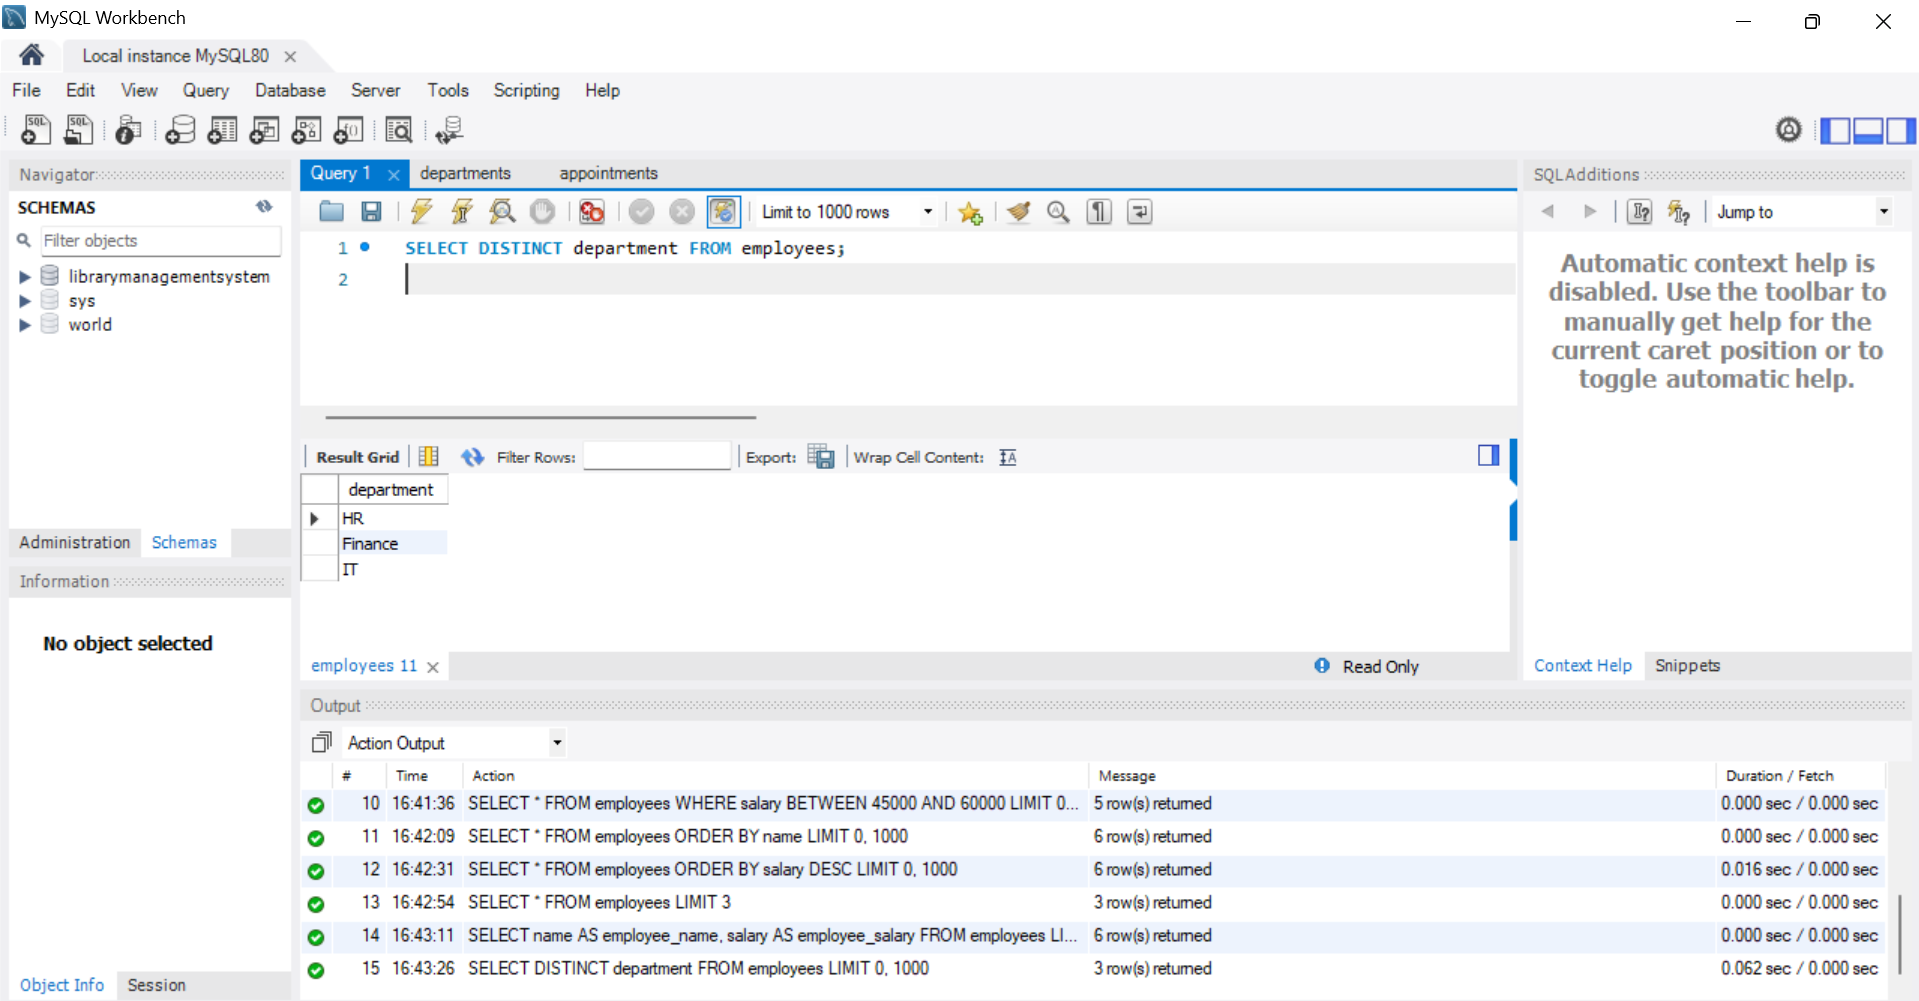 MySQL Workbench
Local instance MySQL80
File Edit View Query Database Server Tools Scripting Help
Navigator
SCHEMAS
Filter objects
librarymanagementsystem
sys
world
Administration Schemas
Information
No object selected
Object Info Session
Query 1 departments appointments
Limit to 1000 rows
1 SELECT DISTINCT department FROM employees;
2
Result Grid Filter Rows: Export: Wrap Cell Content:
department
HR
Finance
IT
employees 11 Read Only
SQLAdditions
Jump to
Automatic context help is
disabled. Use the toolbar to
manually get help for the
current caret position or to
toggle automatic help.
Context Help Snippets
Output
Action Output
# Time Action Message Duration / Fetch
10 16:41:36 SELECT * FROM employees WHERE salary BETWEEN 45000 AND 60000 LIMIT 0... 5 row(s) returned 0.000 sec / 0.000 sec
11 16:42:09 SELECT * FROM employees ORDER BY name LIMIT 0, 1000 6 row(s) returned 0.000 sec / 0.000 sec
12 16:42:31 SELECT * FROM employees ORDER BY salary DESC LIMIT 0, 1000 6 row(s) returned 0.016 sec / 0.000 sec
13 16:42:54 SELECT * FROM employees LIMIT 3 3 row(s) returned 0.000 sec / 0.000 sec
14 16:43:11 SELECT name AS employee_name, salary AS employee_salary FROM employees LI... 6 row(s) returned 0.000 sec / 0.000 sec
15 16:43:26 SELECT DISTINCT department FROM employees LIMIT 0, 1000 3 row(s) returned 0.062 sec / 0.000 sec